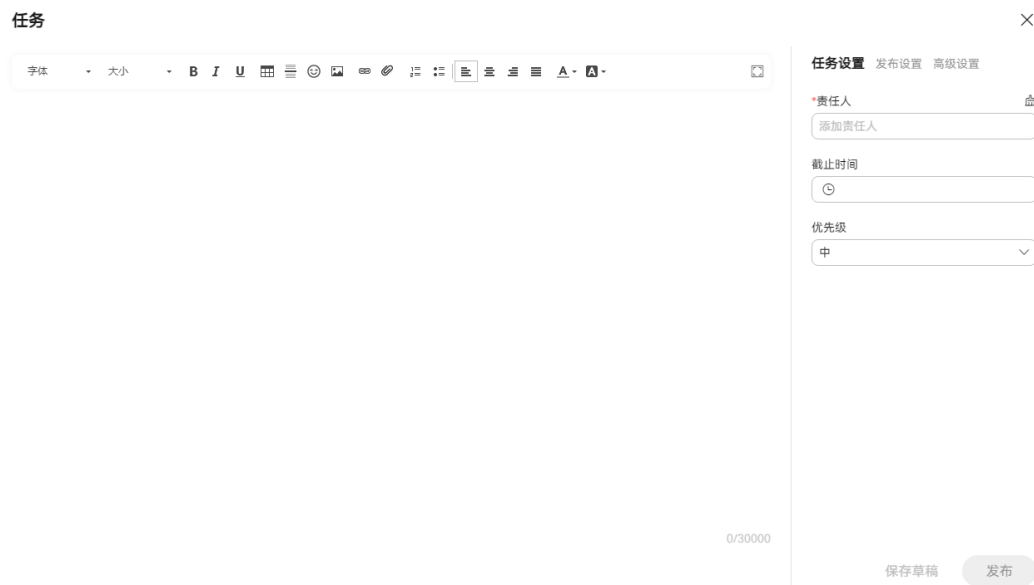 任务
字体 大小 B I U A A
任务设置 发布设置 高级设置
*责任人
添加责任人
截止时间
优先级
中
0/30000
保存草稿 发布